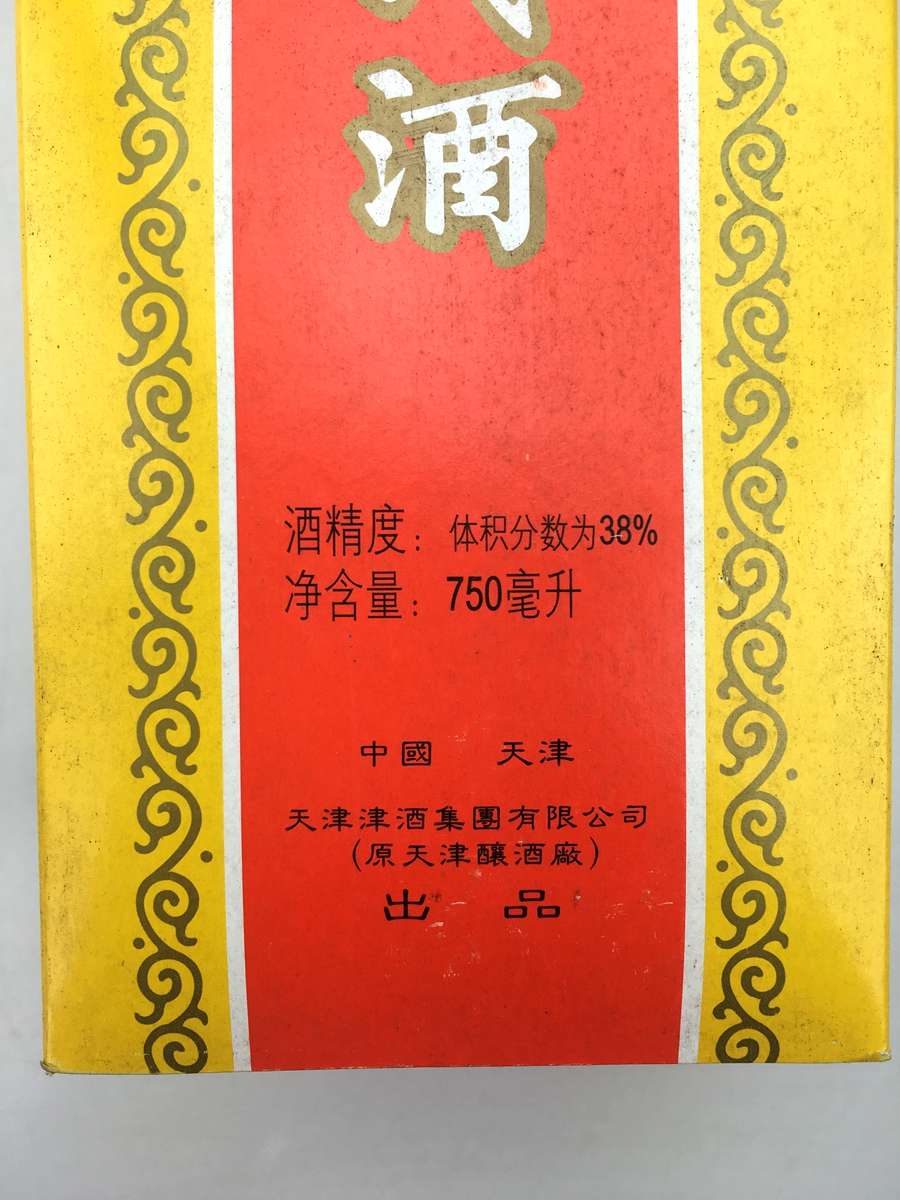 酒
酒精度：体积分数为38%
净含量：750毫升
中國 天津
天津津酒集團有限公司
(原天津釀酒廠)
出品